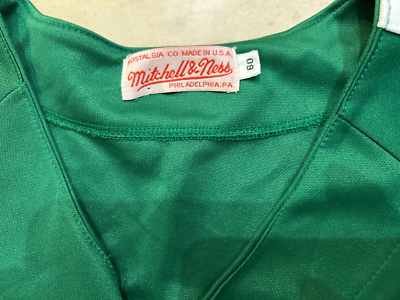 NOSTALGIA CO MADE IN U.S.A
Mitchell & Ness
PHILADELPHIA. PA.
60